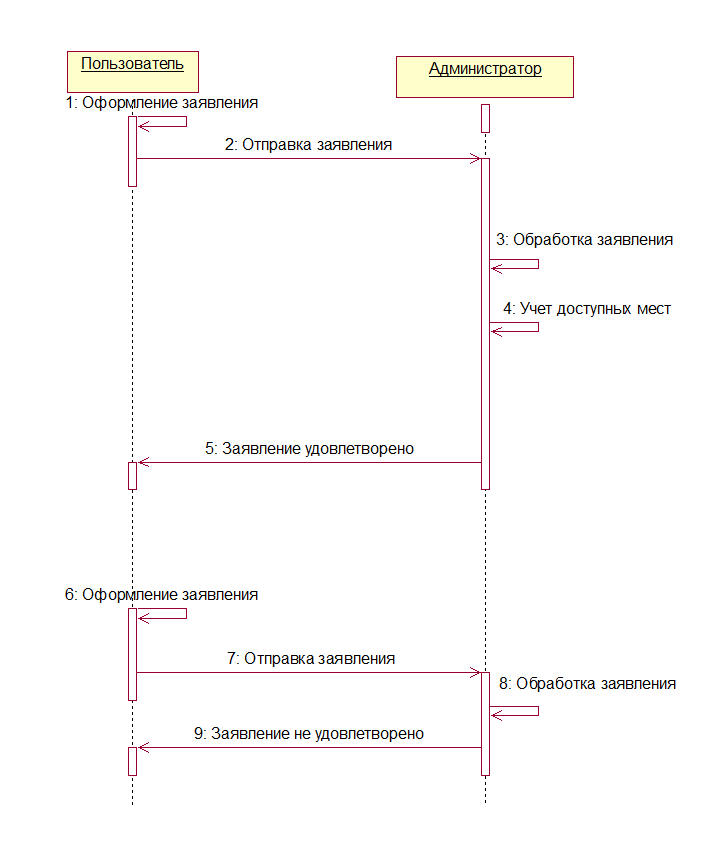 Пользователь
Администратор
1: Оформление заявления
2: Отправка заявления
3: Обработка заявления
4: Учет доступных мест
5: Заявление удовлетворено
6: Оформление заявления
7: Отправка заявления
8: Обработка заявления
9: Заявление не удовлетворено